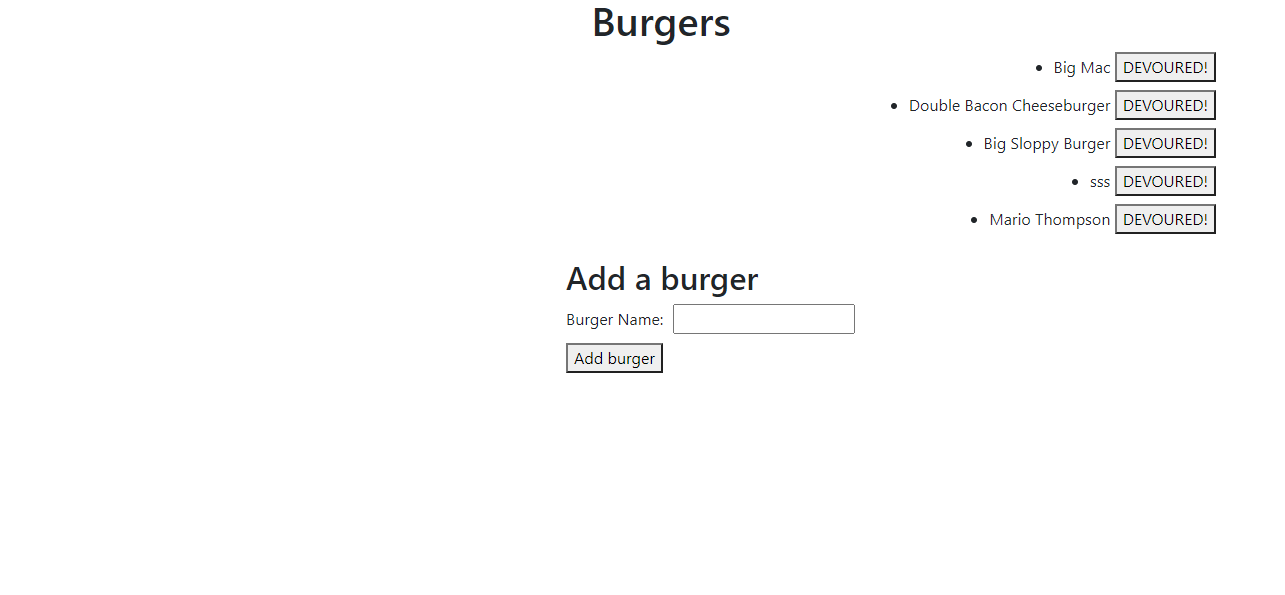 Burgers
• Big Mac DEVOURED!
• Double Bacon Cheeseburger DEVOURED!
• Big Sloppy Burger DEVOURED!
• sss DEVOURED!
• Mario Thompson DEVOURED!
Add a burger
Burger Name:
Add burger